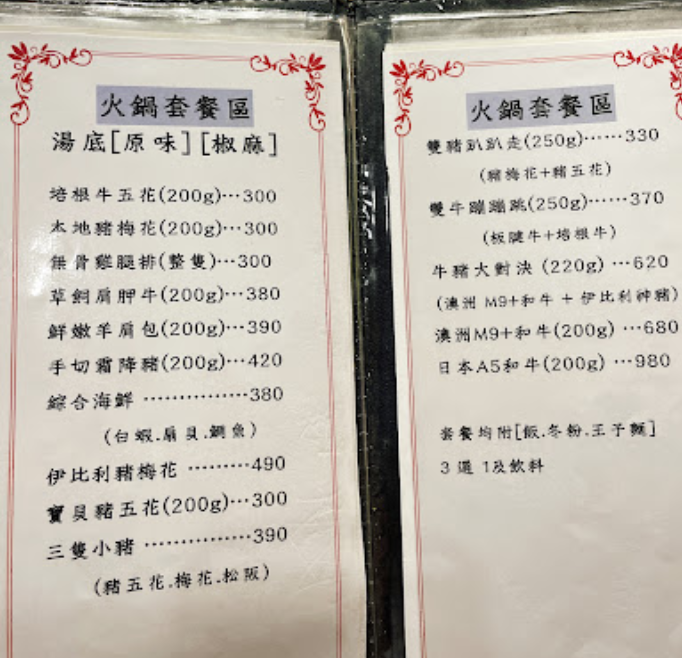 火鍋套餐區
湯底[原味][椒麻]
培根牛五花(200g)…300
本地豬梅花(200g)…300
無骨雞腿排(整隻)…300
草飼肩胛牛(200g)…380
鮮嫩羊肩包(200g)…390
手切霜降豬(200g)…420
綜合海鮮 ……………380
(白蝦.扇貝.鯛魚)
伊比利豬梅花 ………490
寶貝豬五花(200g)…300
三隻小豬 ……………390
(豬五花.梅花.松阪)
火鍋套餐區
雙豬趴趴走(250g)……330
(豬梅花+豬五花)
雙牛蹦蹦跳(250g)……370
(板腱牛+培根牛)
牛豬大對決 (220g) …620
(澳洲 M9+和牛 + 伊比利神豬)
澳洲M9+和牛(200g) …680
日本A5和牛(200g) …980
套餐均附[飯.冬粉.王子麵]
3 選 1及飲料